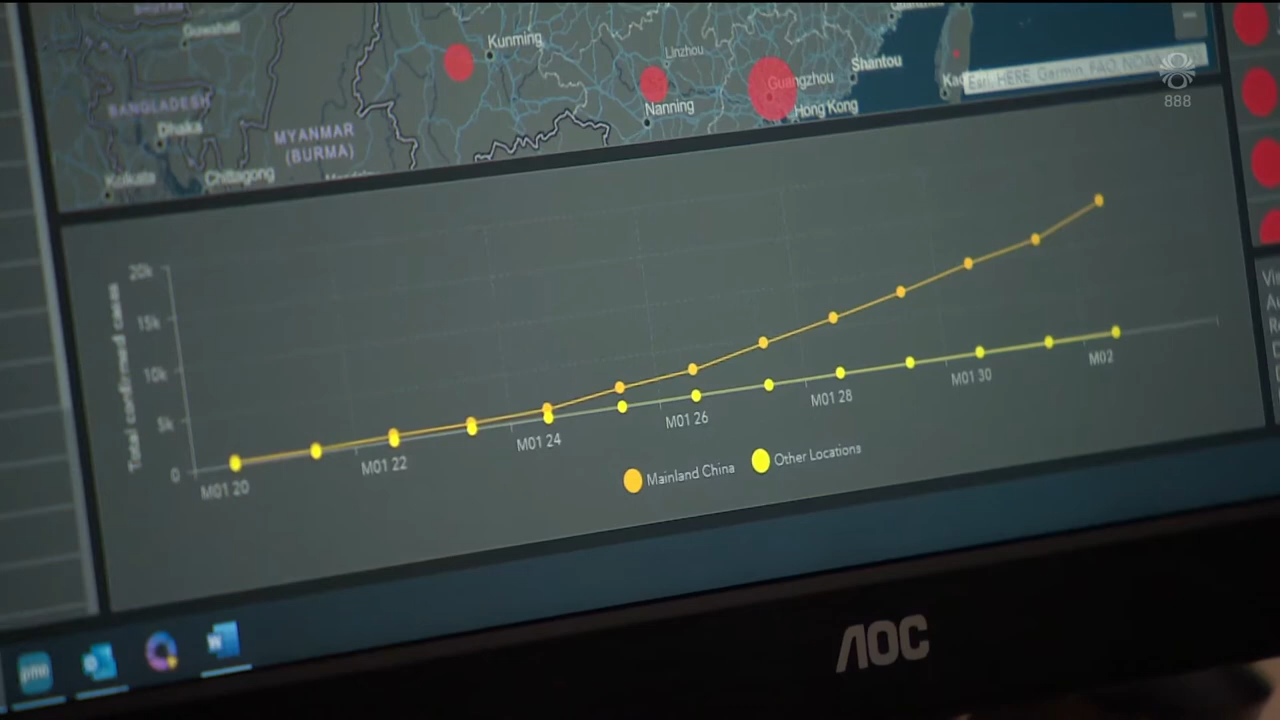 BHUTAN
Guwahati
Kunming
Linzhou
Shantou
Guangzhou
BANGLADESH
Dhaka
Nanning
Hong Kong
Esri, HERE, Garmin, FAO, NOAA
888
MYANMAR
(BURMA)
Kolkata
Chittagong
Total confirmed cases
20k
15k
10k
5k
0
M01 20
M01 22
M01 24
M01 26
M01 28
M01 30
M02
Mainland China
Other Locations
AOC
W